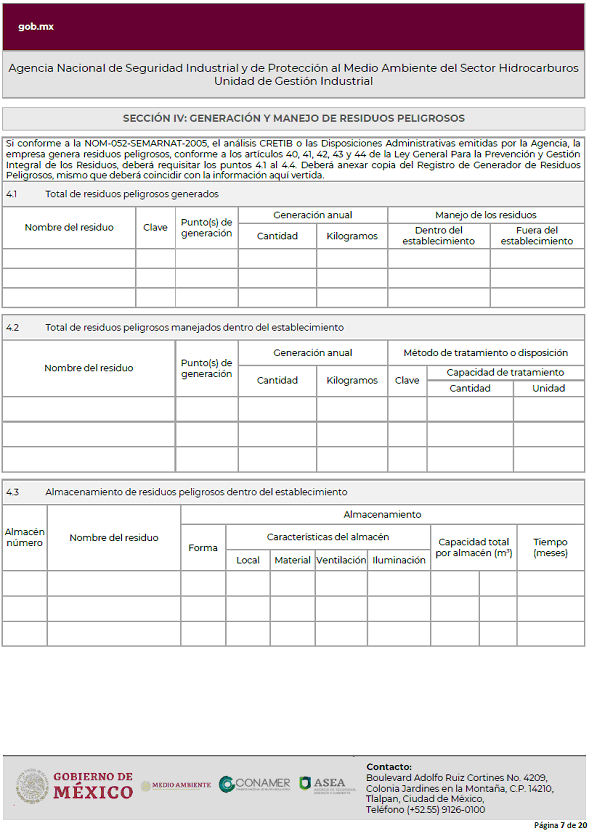 gob.mx
Agencia Nacional de Seguridad Industrial y de Protección al Medio Ambiente del Sector Hidrocarburos
Unidad de Gestión Industrial
SECCIÓN IV: GENERACIÓN Y MANEJO DE RESIDUOS PELIGROSOS
Si conforme a la NOM-052-SEMARNAT-2005, el análisis CRETIB o las Disposiciones Administrativas emitidas por la Agencia, la
empresa genera residuos peligrosos, conforme a los artículos 40, 41, 42, 43 y 44 de la Ley General Para la Prevención y Gestión
Integral de los Residuos, deberá requisitar los puntos 4.1 al 4.4. Deberá anexar copia del Registro de Generador de Residuos
Peligrosos, mismo que deberá coincidir con la información aquí vertida.
4.1 Total de residuos peligrosos generados
Nombre del residuo
Clave
Punto(s) de
generación
Generación anual
Cantidad
Kilogramos
Manejo de los residuos
Dentro del
establecimiento
Fuera del
establecimiento
4.2 Total de residuos peligrosos manejados dentro del establecimiento
Nombre del residuo
Punto(s) de
generación
Generación anual
Cantidad
Kilogramos
Método de tratamiento o disposición
Clave
Capacidad de tratamiento
Cantidad
Unidad
4.3 Almacenamiento de residuos peligrosos dentro del establecimiento
Almacén
número
Nombre del residuo
Almacenamiento
Forma
Características del almacén
Local
Material
Ventilación
Iluminación
Capacidad total
por almacén (m³)
Tiempo
(meses)
GOBIERNO DE
MÉXICO
MEDIO AMBIENTE
CONAMER
ASEA
Contacto:
Boulevard Adolfo Ruiz Cortines No. 4209,
Colonia Jardines en la Montaña, C.P. 14210,
Tlalpan, Ciudad de México,
Teléfono (+52.55) 9126-0100
Página 7 de 20